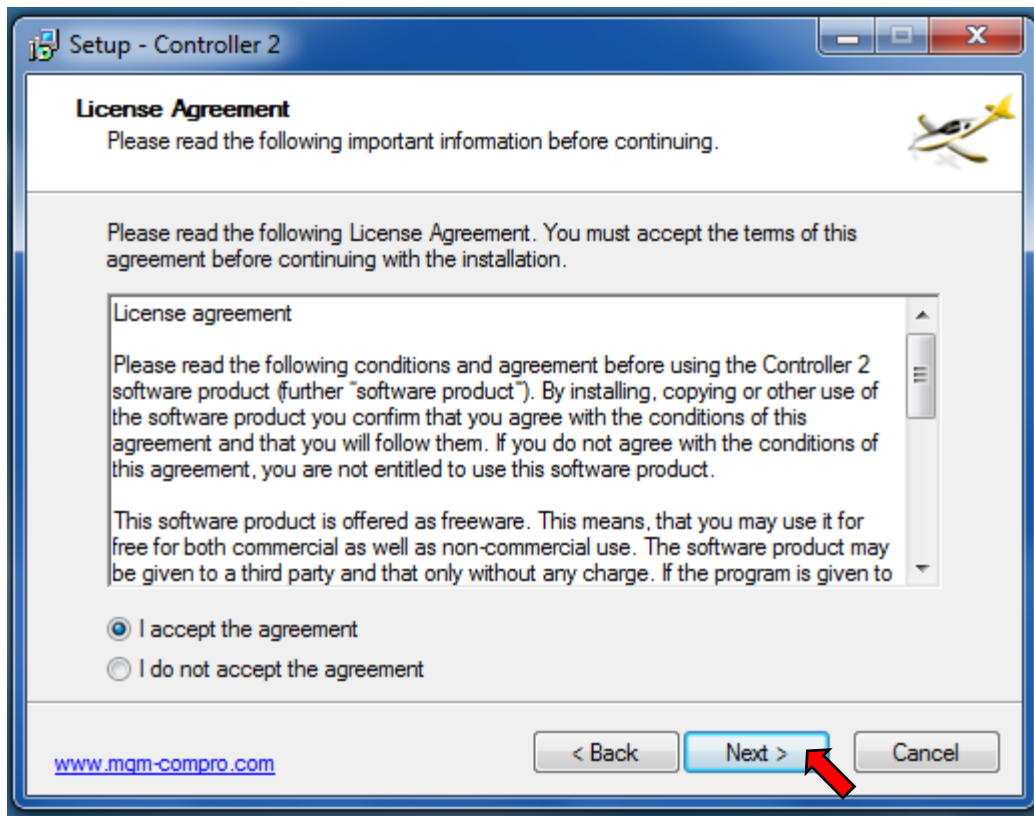 Setup - Controller 2
License Agreement
Please read the following important information before continuing.
Please read the following License Agreement. You must accept the terms of this
agreement before continuing with the installation.
License agreement
Please read the following conditions and agreement before using the Controller 2
software product (further "software product"). By installing, copying or other use of
the software product you confirm that you agree with the conditions of this
agreement and that you will follow them. If you do not agree with the conditions of
this agreement, you are not entitled to use this software product.
This software product is offered as freeware. This means, that you may use it for
free for both commercial as well as non-commercial use. The software product may
be given to a third party and that only without any charge. If the program is given to
I accept the agreement
I do not accept the agreement
www.mgm-compro.com
< Back
Next >
Cancel